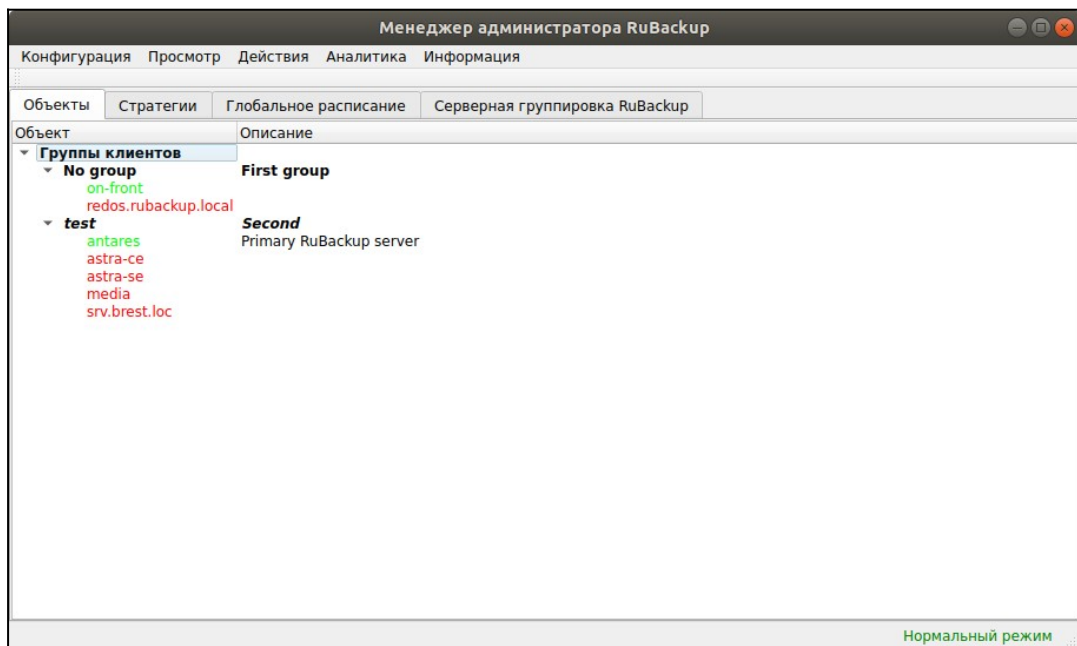 Менеджер администратора RuBackup
Конфигурация Просмотр Действия Аналитика Информация
Объекты Стратегии Глобальное расписание Серверная группировка RuBackup
Объект Описание
Группы клиентов
No group First group
on-front
redos.rubackup.local
test Second
antares Primary RuBackup server
astra-ce
astra-se
media
srv.brest.loc
Нормальный режим